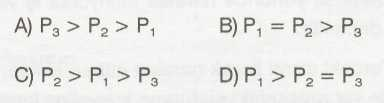 A) P₃ > P₂ > P₁ B) P₁ = P₂ > P₃
C) P₂ > P₁ > P₃ D) P₁ > P₂ = P₃